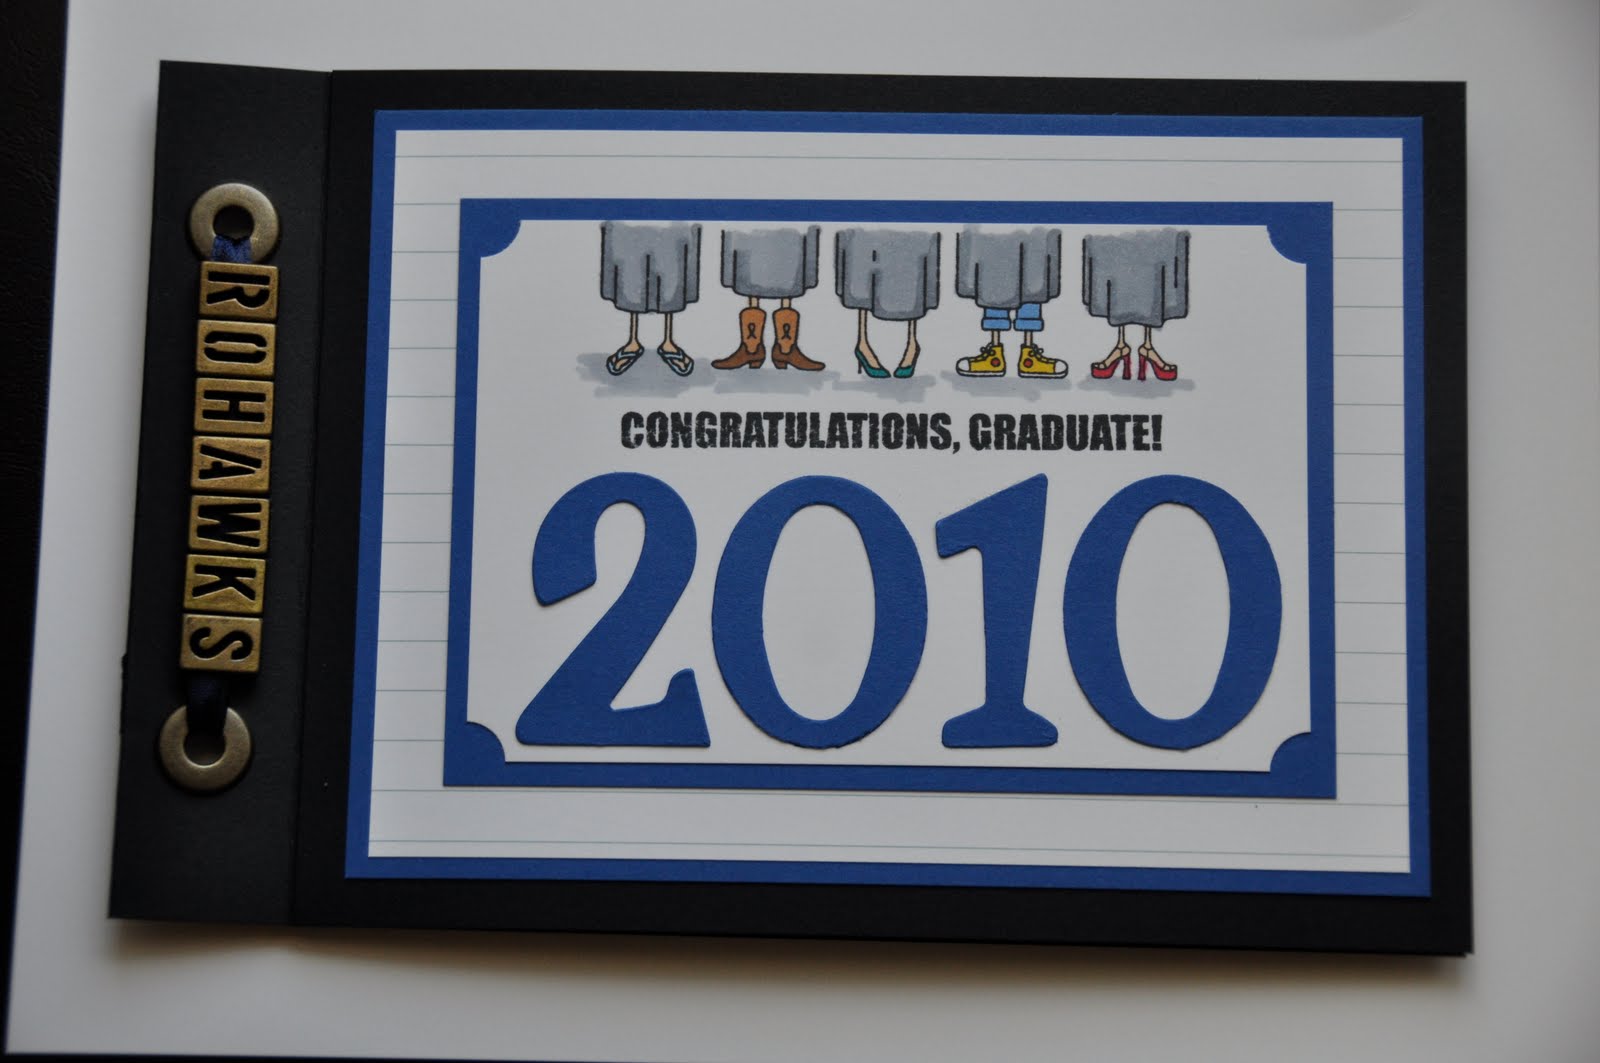 ROHAWKS
CONGRATULATIONS, GRADUATE!
2010